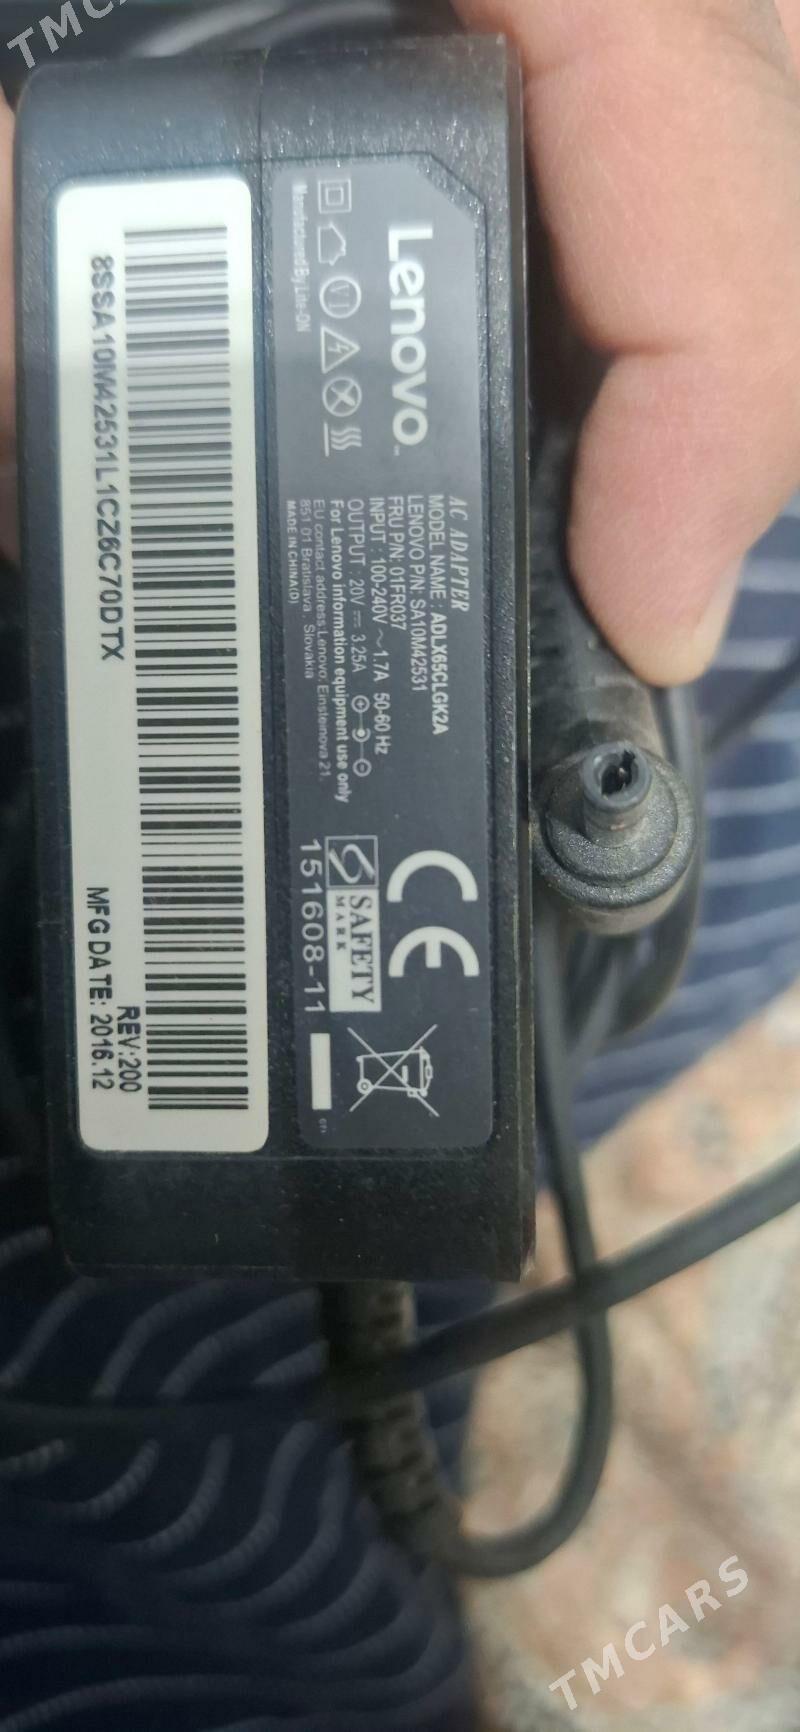 TMCA
Lenovo
Manufactured By Lite-ON
VI
AC ADAPTER
MODEL NAME : ADLX65CLGK2A
LENOVO P/N: SA10M42531
FRU P/N: 01FR037
INPUT : 100-240V ~ 1.7A 50-60 Hz
OUTPUT : 20V ⎓ 3.25A
For Lenovo information equipment use only
EU contact address:Lenovo, Einsteinova 21,
851 01 Bratislava , Slovakia
MADE IN CHINA(D)
CE
SAFETY
MARK
151608-11
8SSA10M42531L1CZ6C70DTX
REV:200
MFG DATE: 2016.12
TMCARS